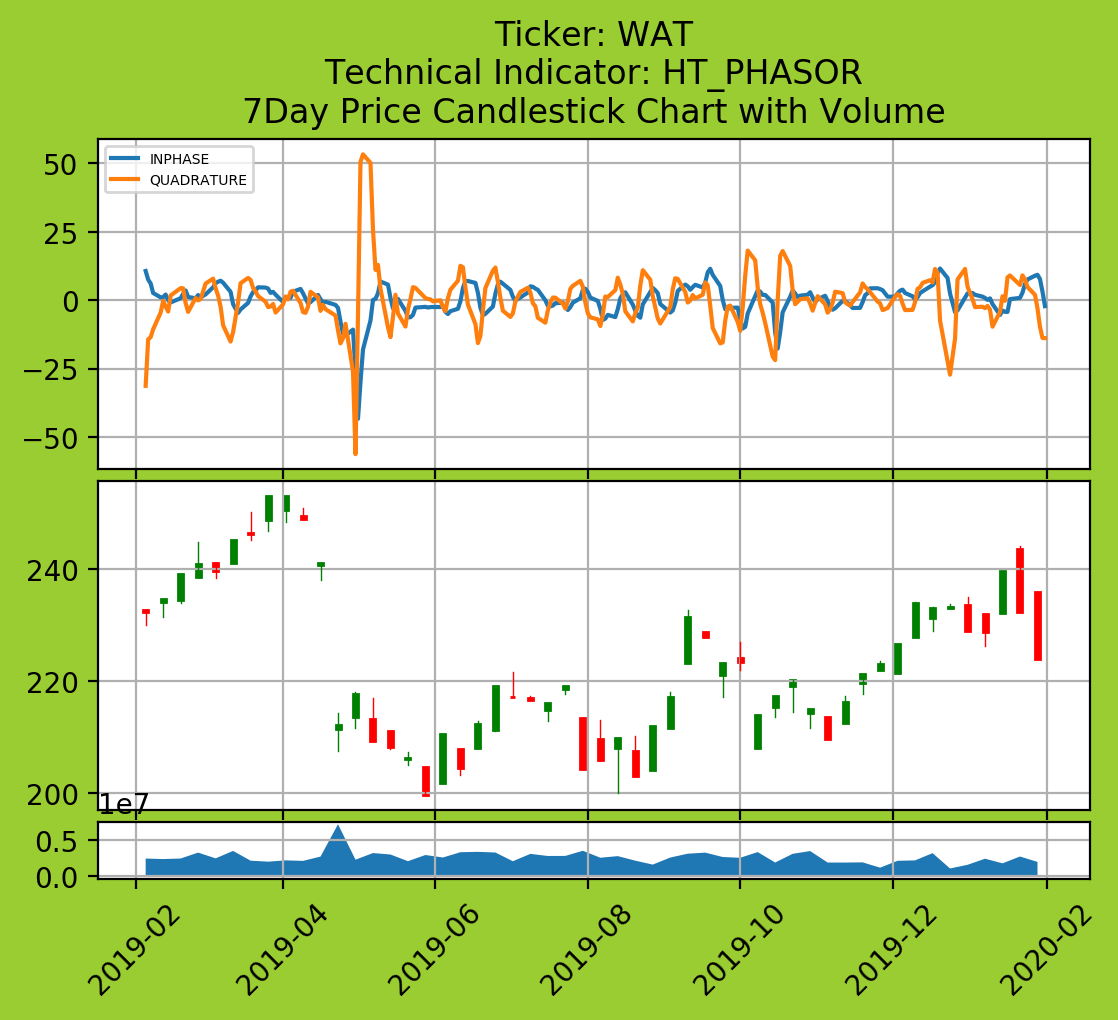 Ticker: WAT
Technical Indicator: HT_PHASOR
7Day Price Candlestick Chart with Volume
INPHASE
QUADRATURE
50
25
0
−25
−50
240
220
200
1e7
0.5
0.0
2019-02
2019-04
2019-06
2019-08
2019-10
2019-12
2020-02